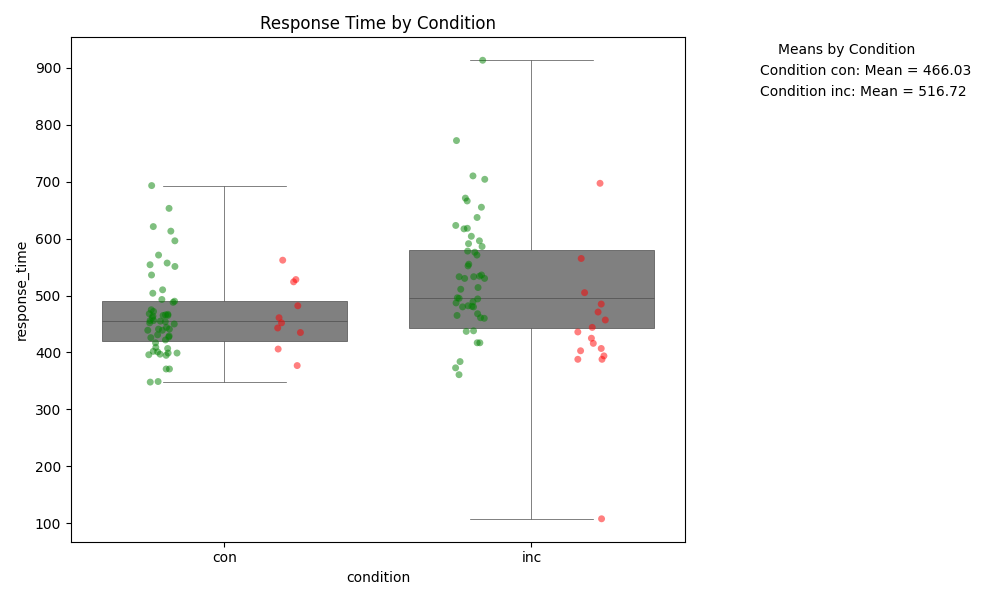 Response Time by Condition
Means by Condition
Condition con: Mean = 466.03
Condition inc: Mean = 516.72
900
800
700
600
500
400
300
200
100
response_time
con
inc
condition